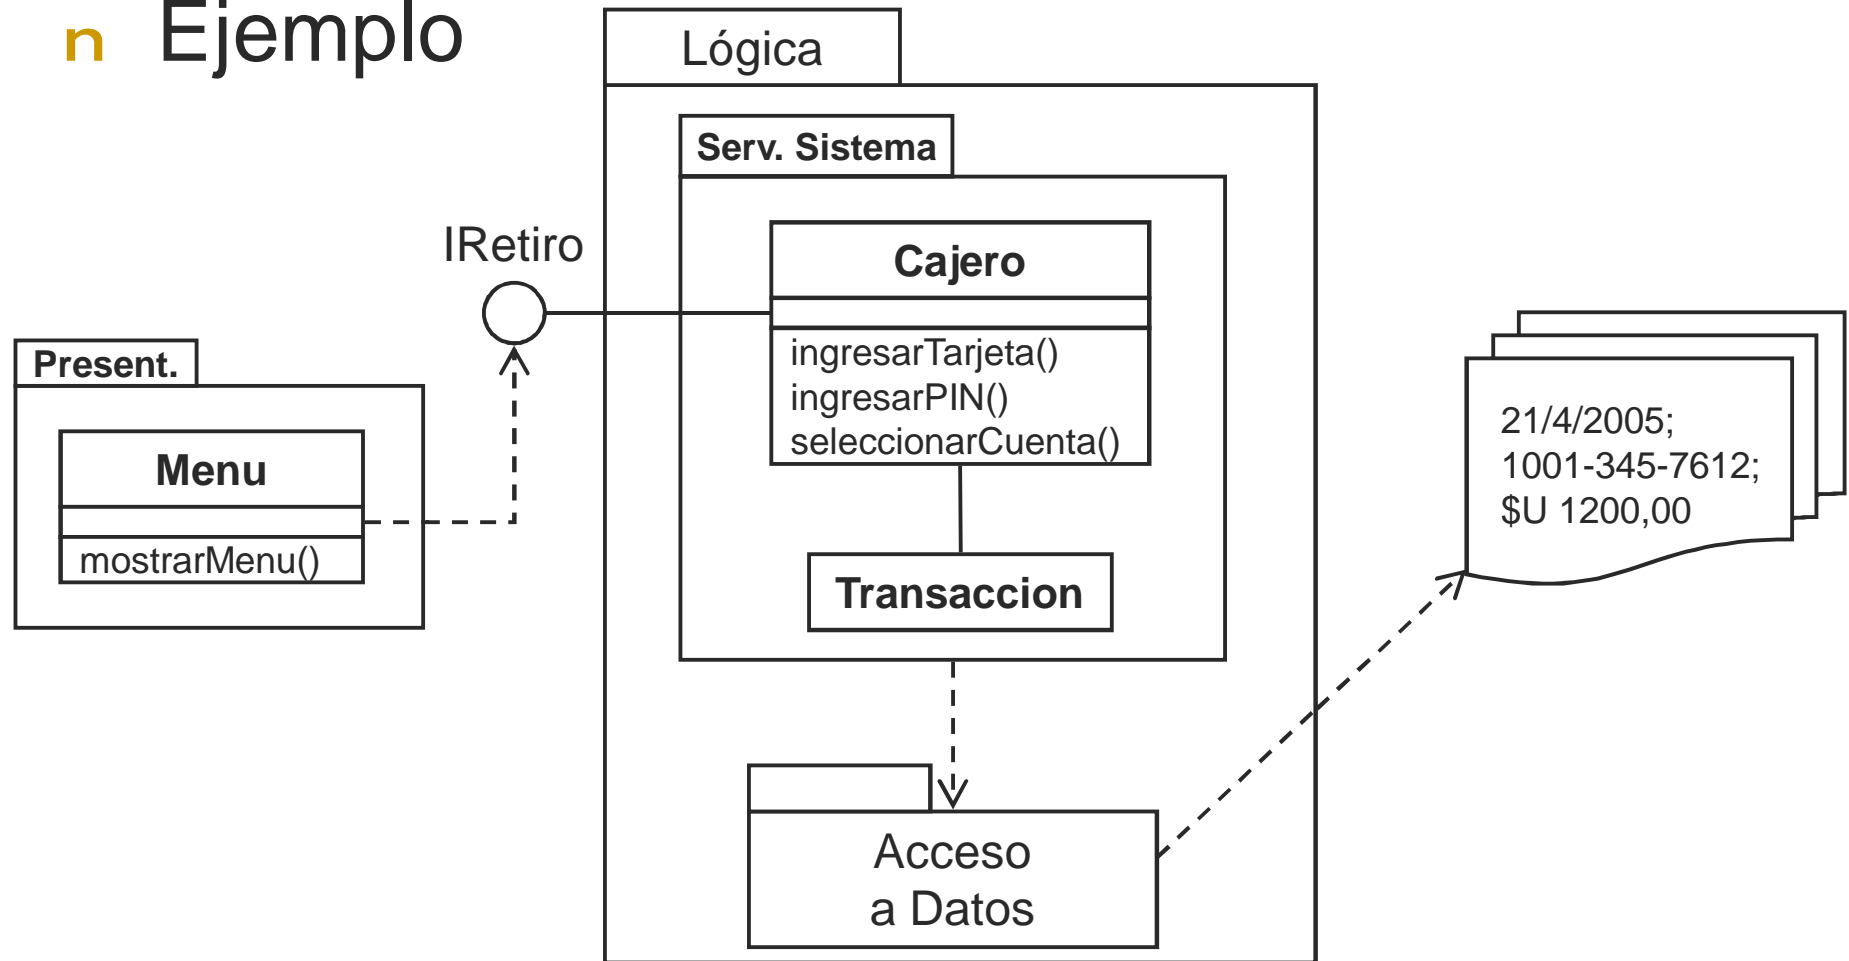 n Ejemplo
Lógica
Serv. Sistema
IRetiro
Cajero
ingresarTarjeta()
ingresarPIN()
seleccionarCuenta()
Present.
Menu
mostrarMenu()
Transaccion
21/4/2005;
1001-345-7612;
$U 1200,00
Acceso
a Datos